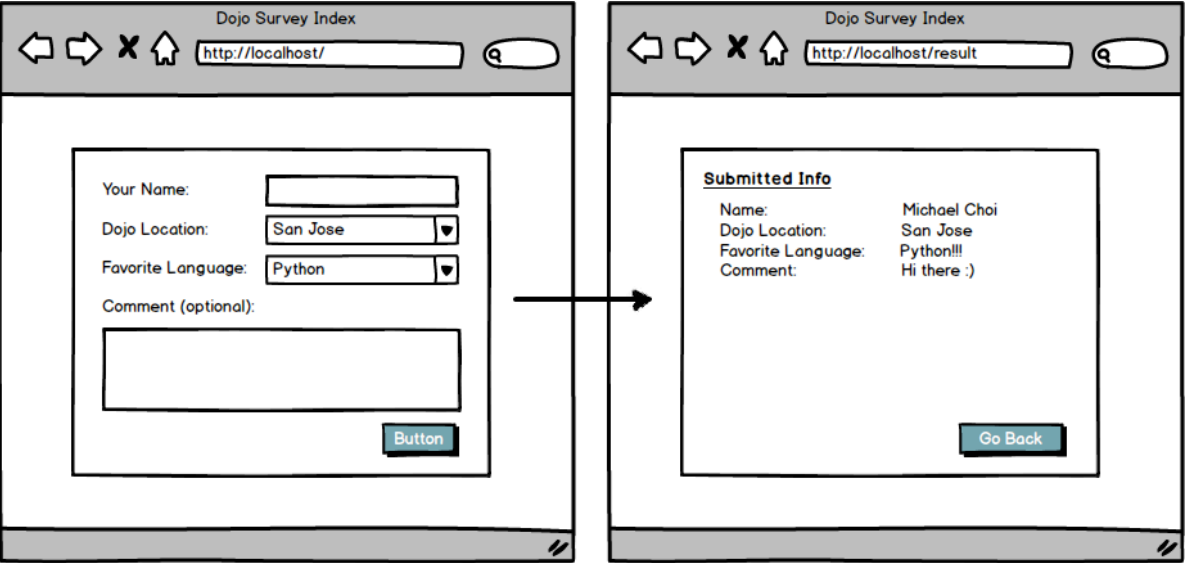 Dojo Survey Index
http://localhost/
Your Name:
Dojo Location: San Jose
Favorite Language: Python
Comment (optional):
Button
Dojo Survey Index
http://localhost/result
Submitted Info
Name: Michael Choi
Dojo Location: San Jose
Favorite Language: Python!!!
Comment: Hi there :)
Go Back